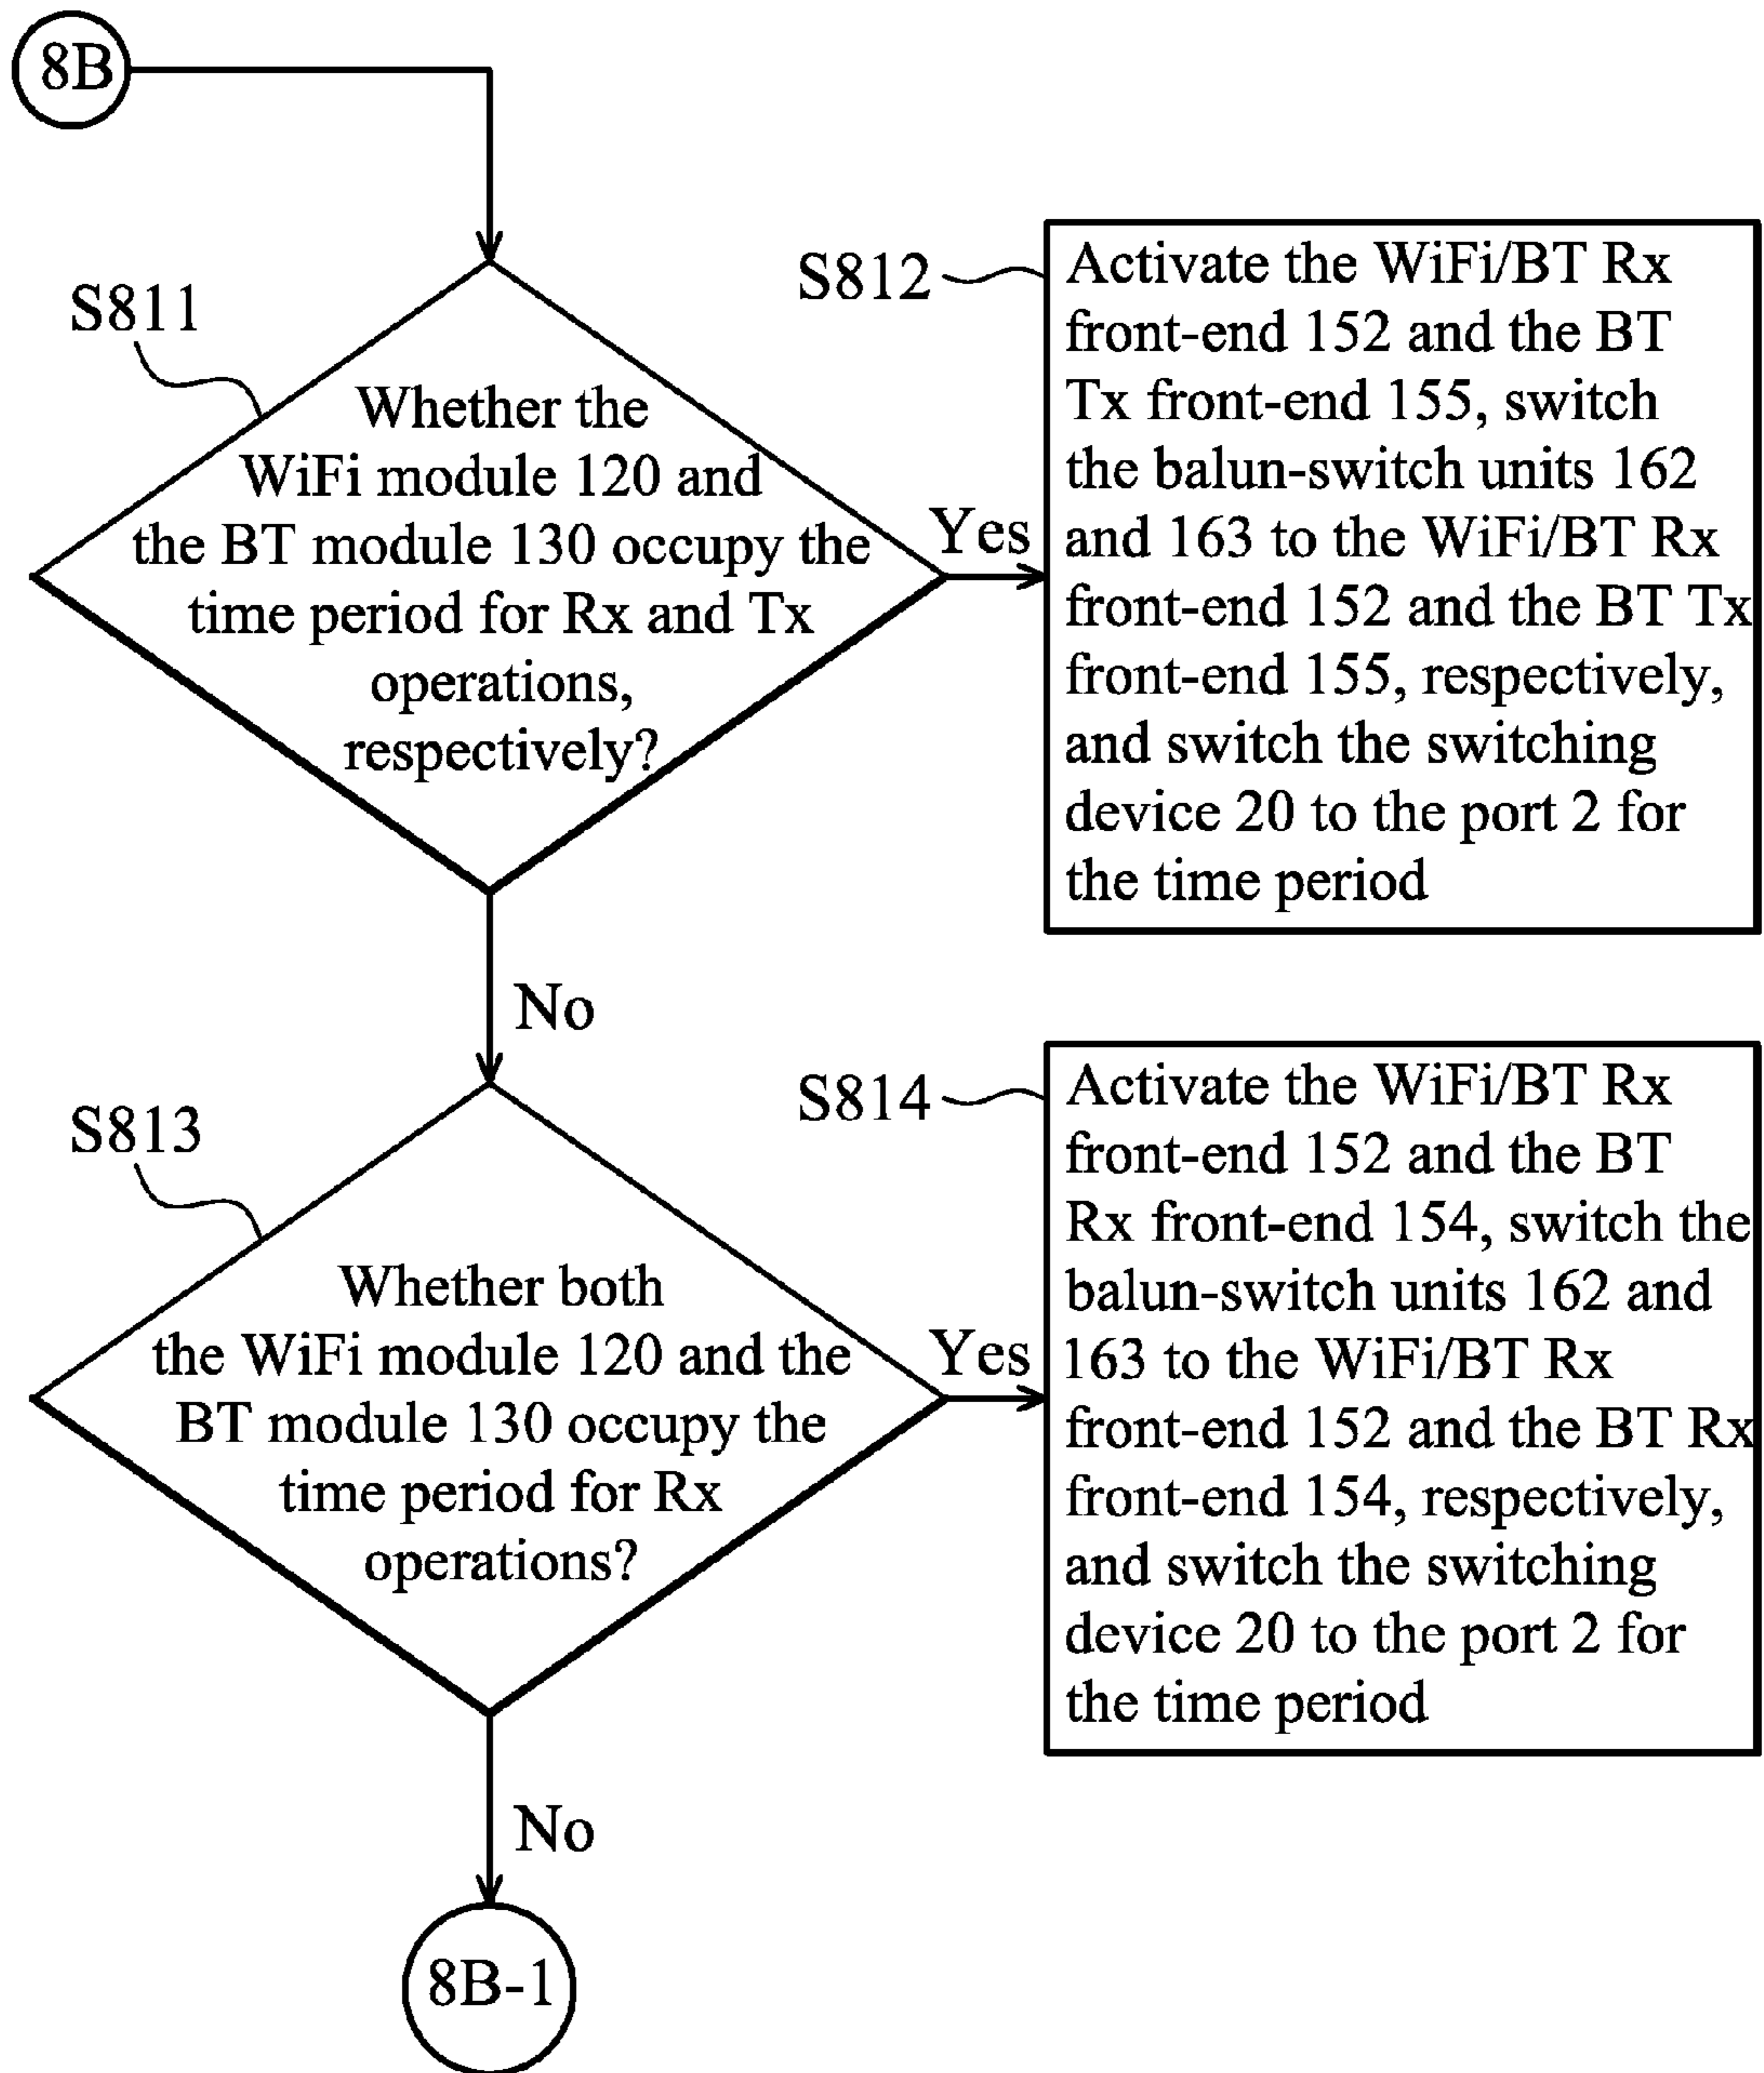 8B
S811
Whether the
WiFi module 120 and
the BT module 130 occupy the
time period for Rx and Tx
operations,
respectively?
Yes
S812
Activate the WiFi/BT Rx
front-end 152 and the BT
Tx front-end 155, switch
the balun-switch units 162
and 163 to the WiFi/BT Rx
front-end 152 and the BT Tx
front-end 155, respectively,
and switch the switching
device 20 to the port 2 for
the time period
No
S813
Whether both
the WiFi module 120 and the
BT module 130 occupy the
time period for Rx
operations?
Yes
S814
Activate the WiFi/BT Rx
front-end 152 and the BT
Rx front-end 154, switch the
balun-switch units 162 and
163 to the WiFi/BT Rx
front-end 152 and the BT Rx
front-end 154, respectively,
and switch the switching
device 20 to the port 2 for
the time period
No
8B-1